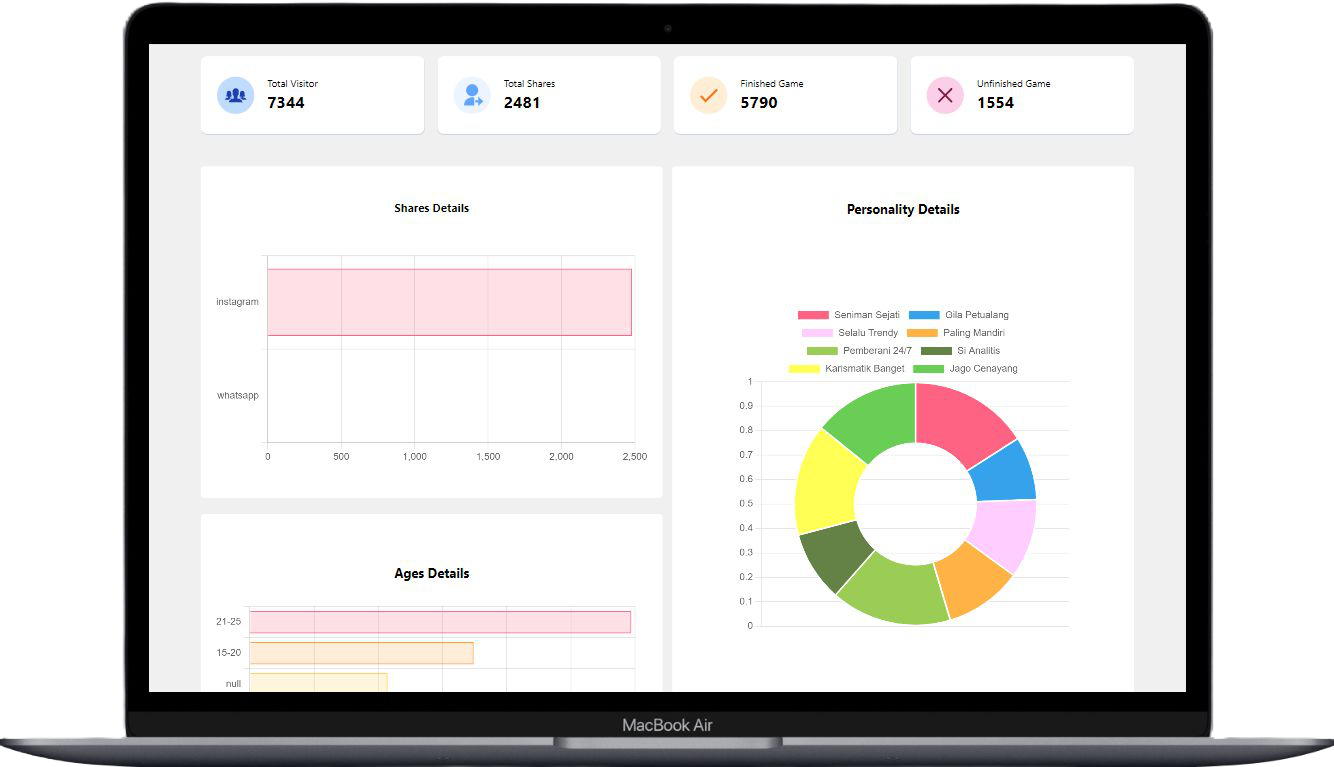 Total Visitor
7344
Total Shares
2481
Finished Game
5790
Unfinished Game
1554
Shares Details
instagram
whatsapp
0 500 1,000 1,500 2,000 2,500
Ages Details
21-25
15-20
null
Personality Details
Seniman Sejati Gila Petualang
Selalu Trendy Paling Mandiri
Pemberani 24/7 Si Analitis
Karismatik Banget Jago Cenayang
1
0.9
0.8
0.7
0.6
0.5
0.4
0.3
0.2
0.1
0
MacBook Air